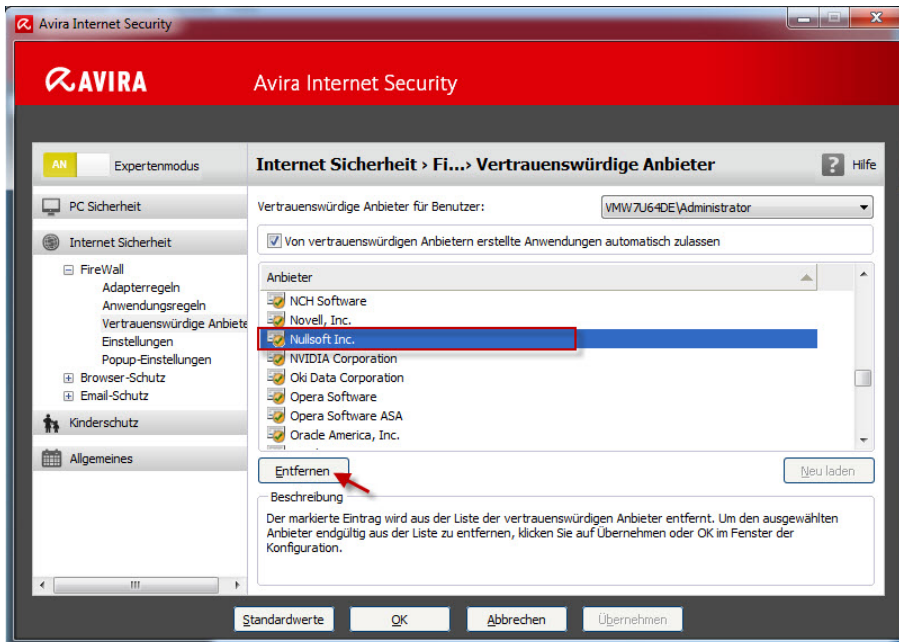 Avira Internet Security
AVIRA
Avira Internet Security
AN
Expertenmodus
Internet Sicherheit › Fi...› Vertrauenswürdige Anbieter
? Hilfe
PC Sicherheit
Internet Sicherheit
FireWall
Adapterregeln
Anwendungsregeln
Vertrauenswürdige Anbiete
Einstellungen
Popup-Einstellungen
Browser-Schutz
Email-Schutz
Kinderschutz
Allgemeines
Vertrauenswürdige Anbieter für Benutzer:
VMW7U64DE\Administrator
Von vertrauenswürdigen Anbietern erstellte Anwendungen automatisch zulassen
Anbieter
NCH Software
Novell, Inc.
Nullsoft Inc.
NVIDIA Corporation
Oki Data Corporation
Opera Software
Opera Software ASA
Oracle America, Inc.
Entfernen
Neu laden
Beschreibung
Der markierte Eintrag wird aus der Liste der vertrauenswürdigen Anbieter entfernt. Um den ausgewählten
Anbieter endgültig aus der Liste zu entfernen, klicken Sie auf Übernehmen oder OK im Fenster der
Konfiguration.
Standardwerte
OK
Abbrechen
Übernehmen